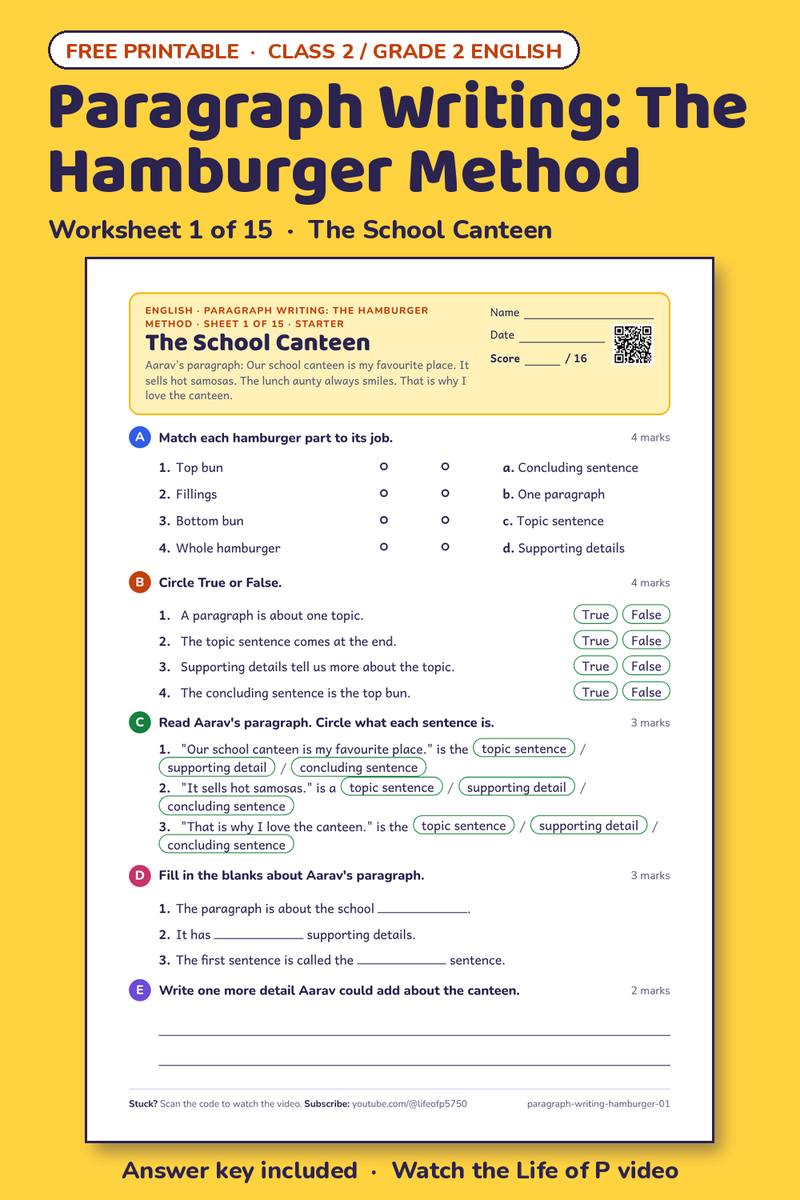 FREE PRINTABLE · CLASS 2 / GRADE 2 ENGLISH
Paragraph Writing: The
Hamburger Method
Worksheet 1 of 15 · The School Canteen
ENGLISH · PARAGRAPH WRITING: THE HAMBURGER
METHOD · SHEET 1 OF 15 · STARTER
The School Canteen
Aarav's paragraph: Our school canteen is my favourite place. It
sells hot samosas. The lunch aunty always smiles. That is why I
love the canteen.
Name
Date
Score / 16
A Match each hamburger part to its job. 4 marks
1. Top bun a. Concluding sentence
2. Fillings b. One paragraph
3. Bottom bun c. Topic sentence
4. Whole hamburger d. Supporting details
B Circle True or False. 4 marks
1. A paragraph is about one topic. True False
2. The topic sentence comes at the end. True False
3. Supporting details tell us more about the topic. True False
4. The concluding sentence is the top bun. True False
C Read Aarav's paragraph. Circle what each sentence is. 3 marks
1. "Our school canteen is my favourite place." is the topic sentence /
supporting detail / concluding sentence
2. "It sells hot samosas." is a topic sentence / supporting detail /
concluding sentence
3. "That is why I love the canteen." is the topic sentence / supporting detail /
concluding sentence
D Fill in the blanks about Aarav's paragraph. 3 marks
1. The paragraph is about the school ____________.
2. It has ____________ supporting details.
3. The first sentence is called the ____________ sentence.
E Write one more detail Aarav could add about the canteen. 2 marks
Stuck? Scan the code to watch the video. Subscribe: youtube.com/@lifeofp5750 paragraph-writing-hamburger-01
Answer key included · Watch the Life of P video